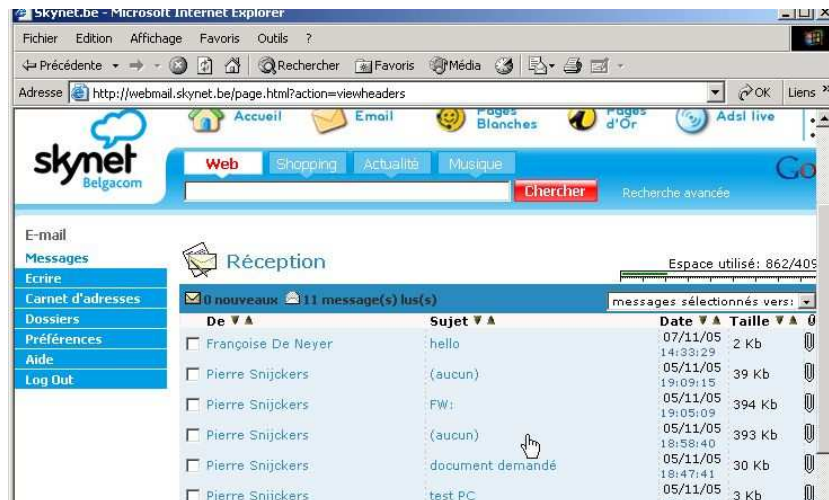 Skynet.be - Microsoft Internet Explorer
Fichier Edition Affichage Favoris Outils ?
Précédente Rechercher Favoris Média
Adresse http://webmail.skynet.be/page.html?action=viewheaders OK Liens »
Accueil Email Pages Blanches Pages d'Or Adsl live
skynet
Belgacom
Web Shopping Actualité Musique
Chercher Recherche avancée
Go
E-mail
Messages
Ecrire
Carnet d'adresses
Dossiers
Préférences
Aide
Log Out
Réception
Espace utilisé: 862/409
0 nouveaux 11 message(s) lus(s) messages sélectionnés vers:
De Sujet Date Taille
Françoise De Neyer hello 07/11/05 14:33:29 2 Kb
Pierre Snijckers (aucun) 05/11/05 19:09:15 39 Kb
Pierre Snijckers FW: 05/11/05 19:05:09 394 Kb
Pierre Snijckers (aucun) 05/11/05 18:58:40 393 Kb
Pierre Snijckers document demandé 05/11/05 18:47:41 30 Kb
Pierre Snijckers test PC 05/11/05 3 Kb